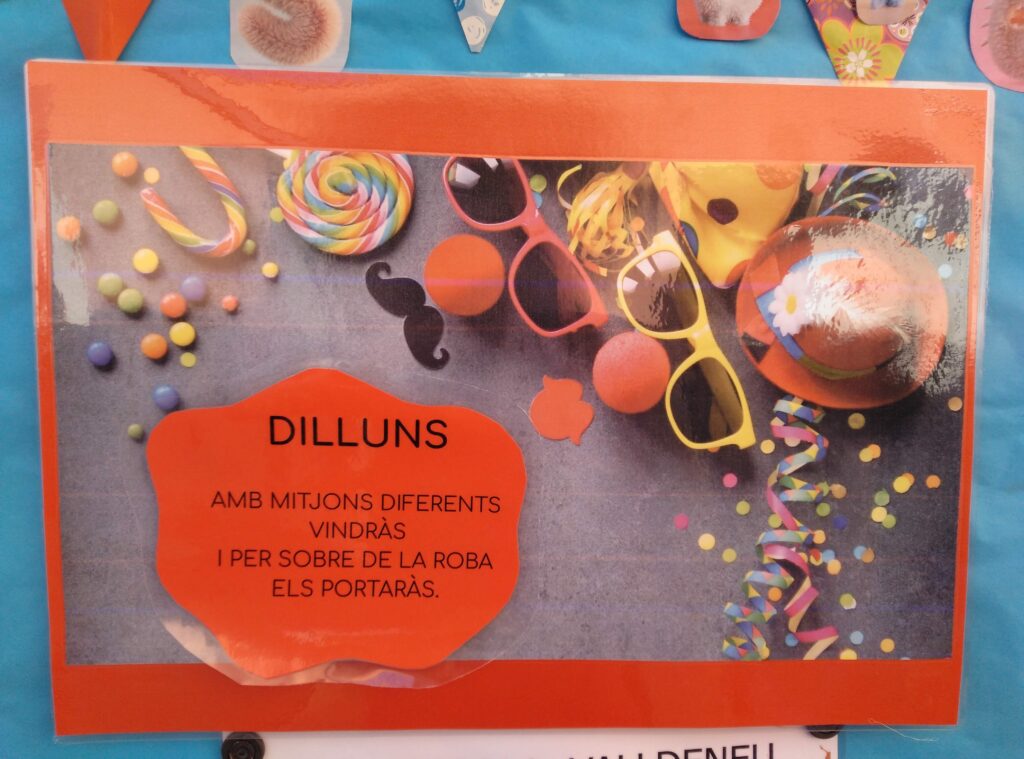 DILLUNS
AMB MITJONS DIFERENTS
VINDRÀS
I PER SOBRE DE LA ROBA
ELS PORTARÀS.